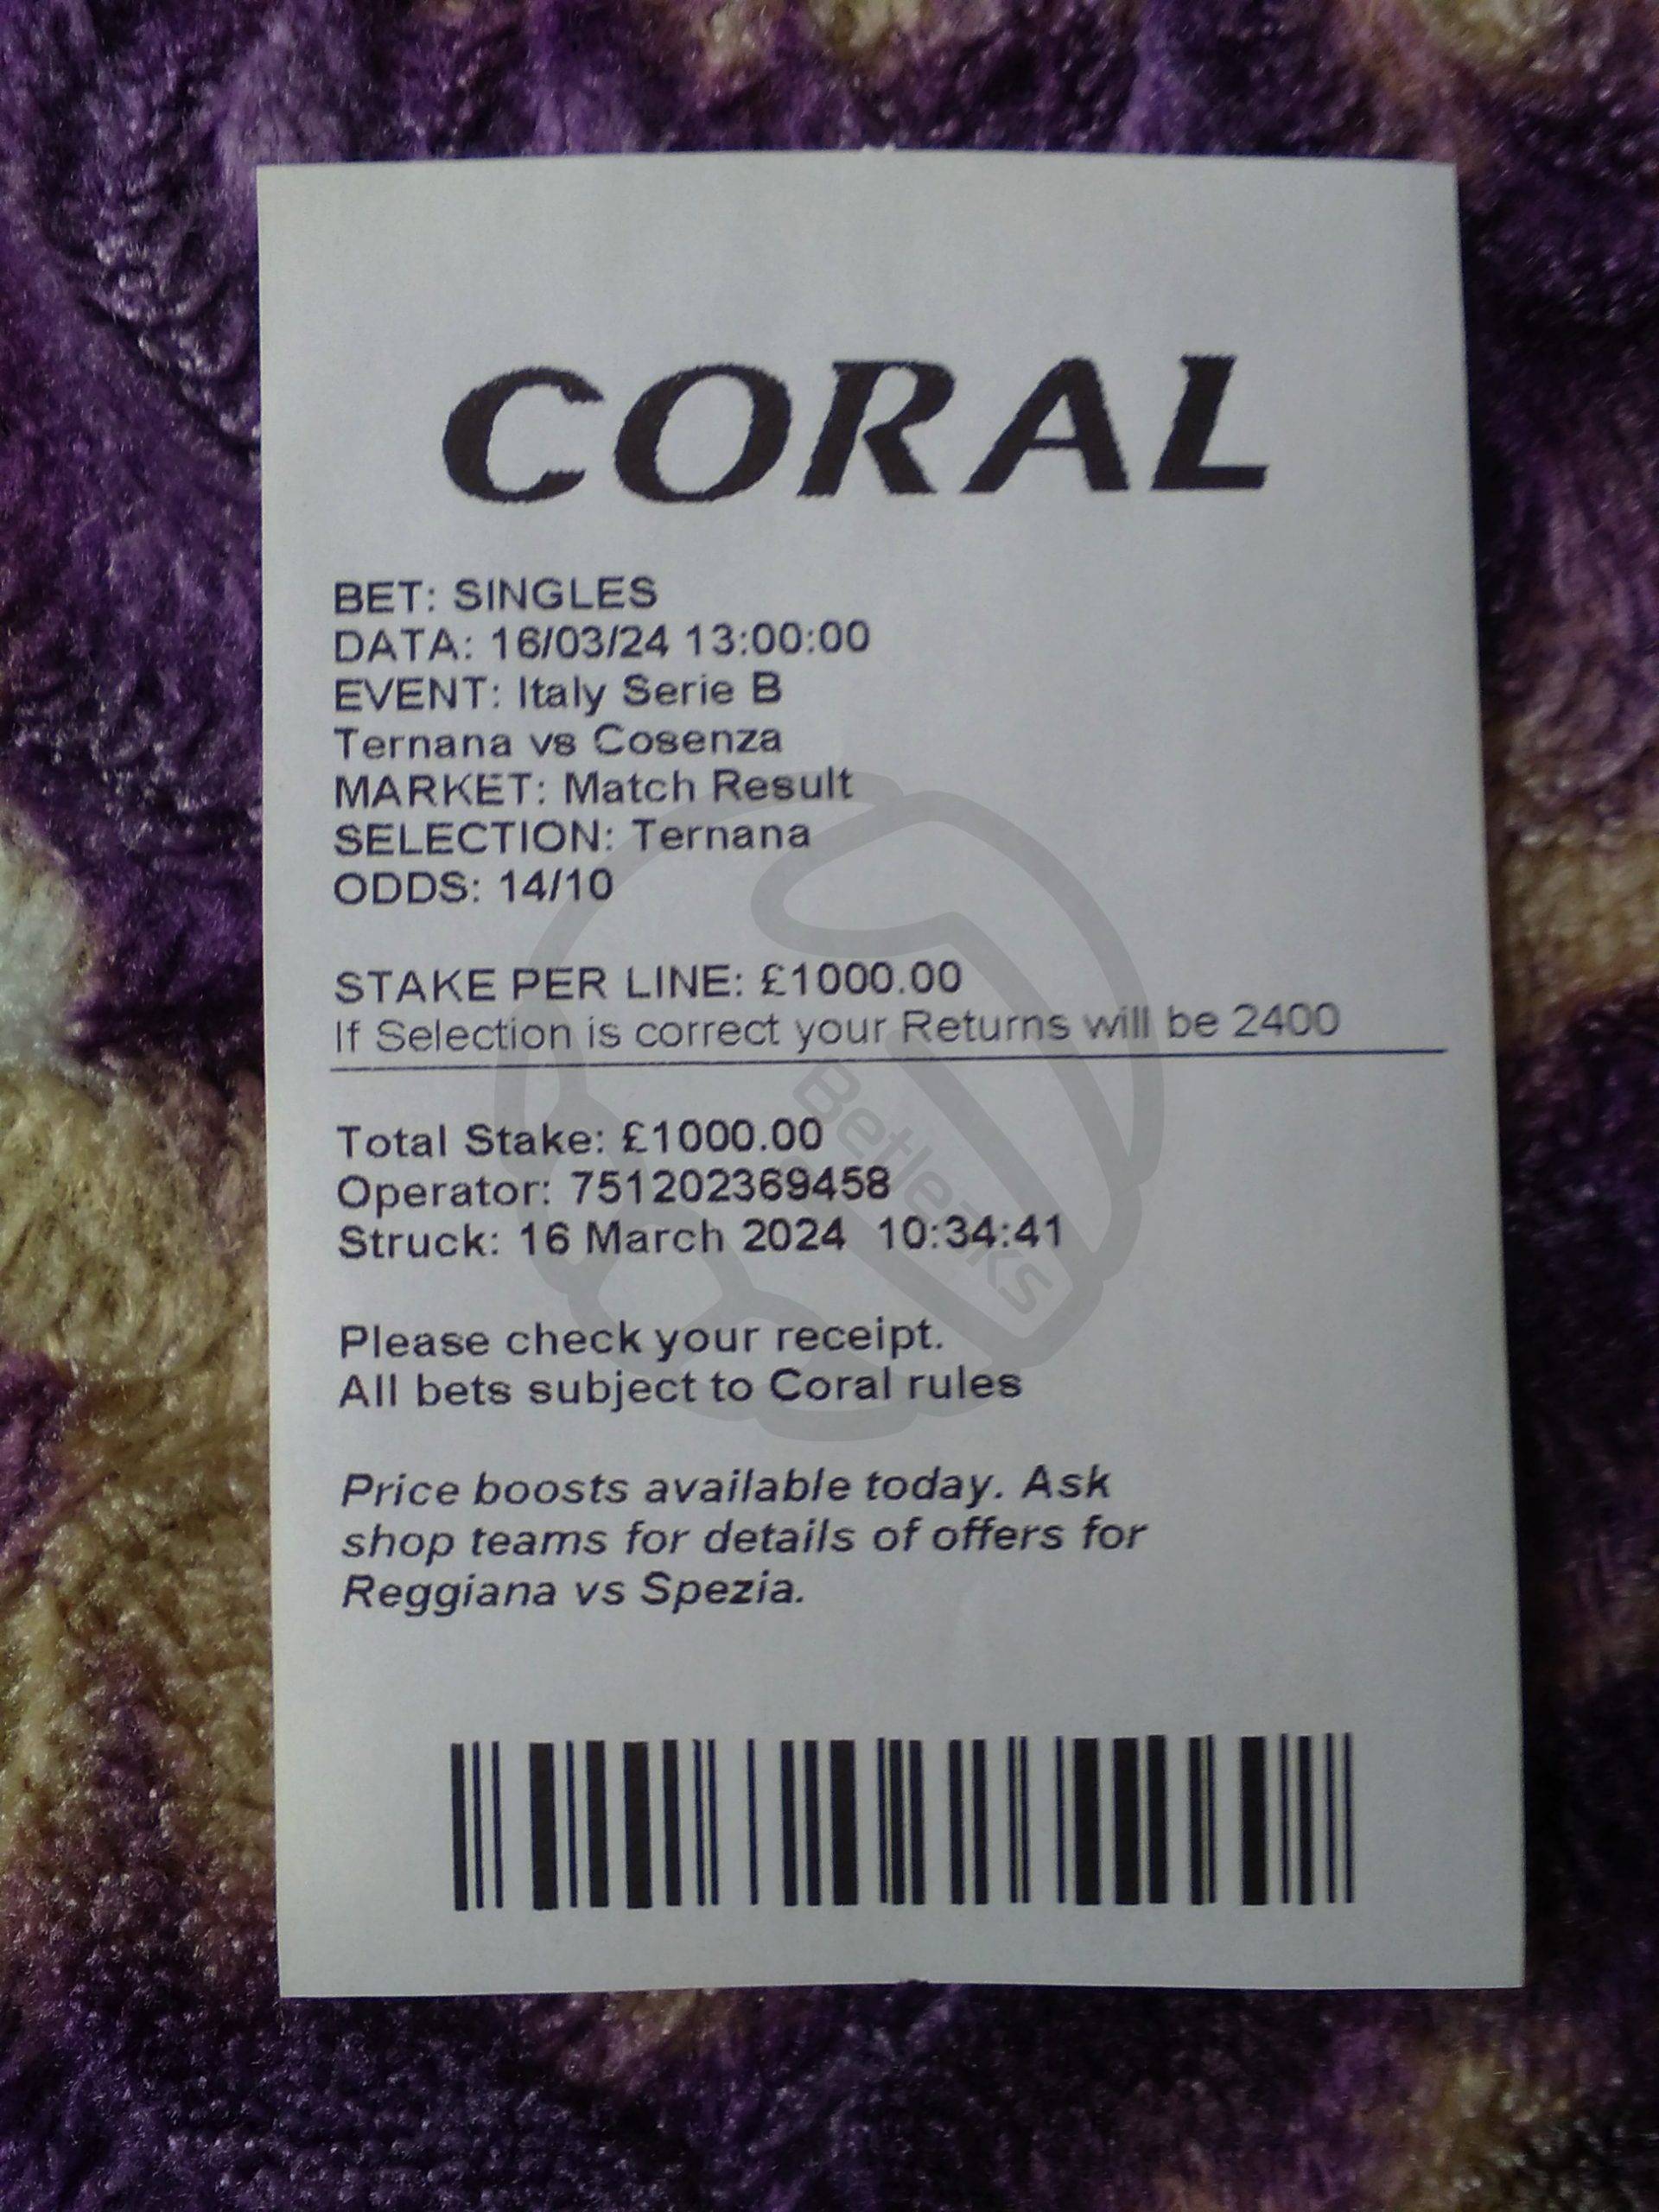 CORAL
BET: SINGLES
DATA: 16/03/24 13:00:00
EVENT: Italy Serie B
Ternana vs Cosenza
MARKET: Match Result
SELECTION: Ternana
ODDS: 14/10
STAKE PER LINE: £1000.00
If Selection is correct your Returns will be 2400
Total Stake: £1000.00
Operator: 751202369458
Struck: 16 March 2024 10:34:41
Please check your receipt.
All bets subject to Coral rules
Price boosts available today. Ask
shop teams for details of offers for
Reggiana vs Spezia.
Betleaks